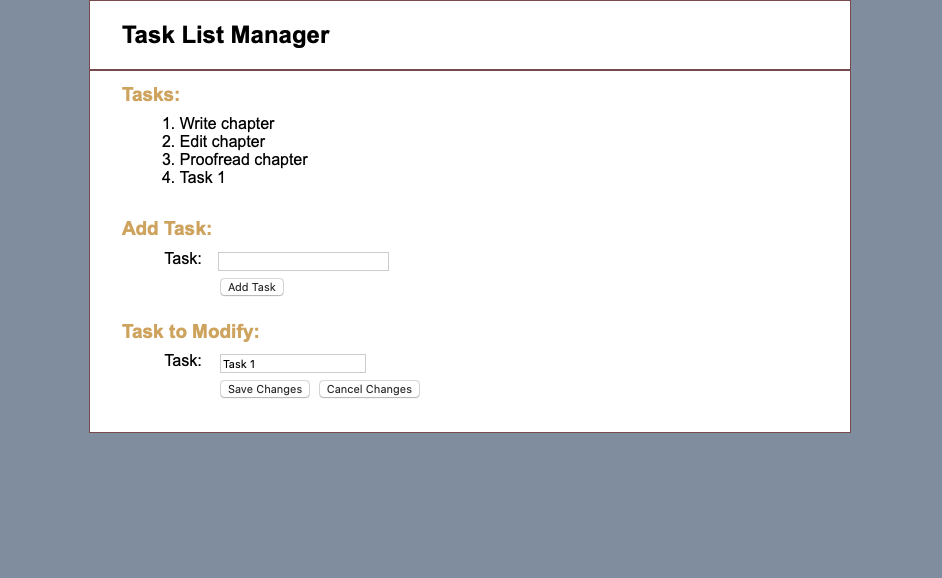 Task List Manager
Tasks:
1. Write chapter
2. Edit chapter
3. Proofread chapter
4. Task 1
Add Task:
Task:
Add Task
Task to Modify:
Task: Task 1
Save Changes Cancel Changes